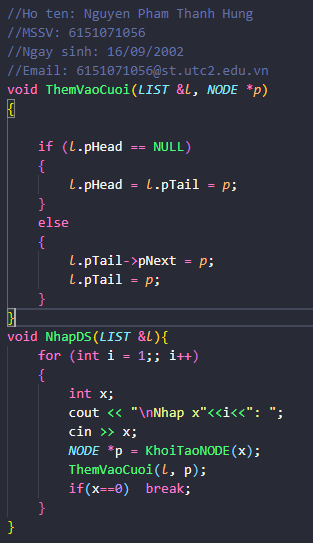 //Ho ten: Nguyen Pham Thanh Hung
//MSSV: 6151071056
//Ngay sinh: 16/09/2002
//Email: 6151071056@st.utc2.edu.vn
void ThemVaoCuoi(LIST &l, NODE *p)
{
if (l.pHead == NULL)
{
l.pHead = l.pTail = p;
}
else
{
l.pTail->pNext = p;
l.pTail = p;
}
}
void NhapDS(LIST &l){
for (int i = 1;; i++)
{
int x;
cout << "\nNhap x"<<i<<": ";
cin >> x;
NODE *p = KhoiTaoNODE(x);
ThemVaoCuoi(l, p);
if(x==0)  break;
}
}